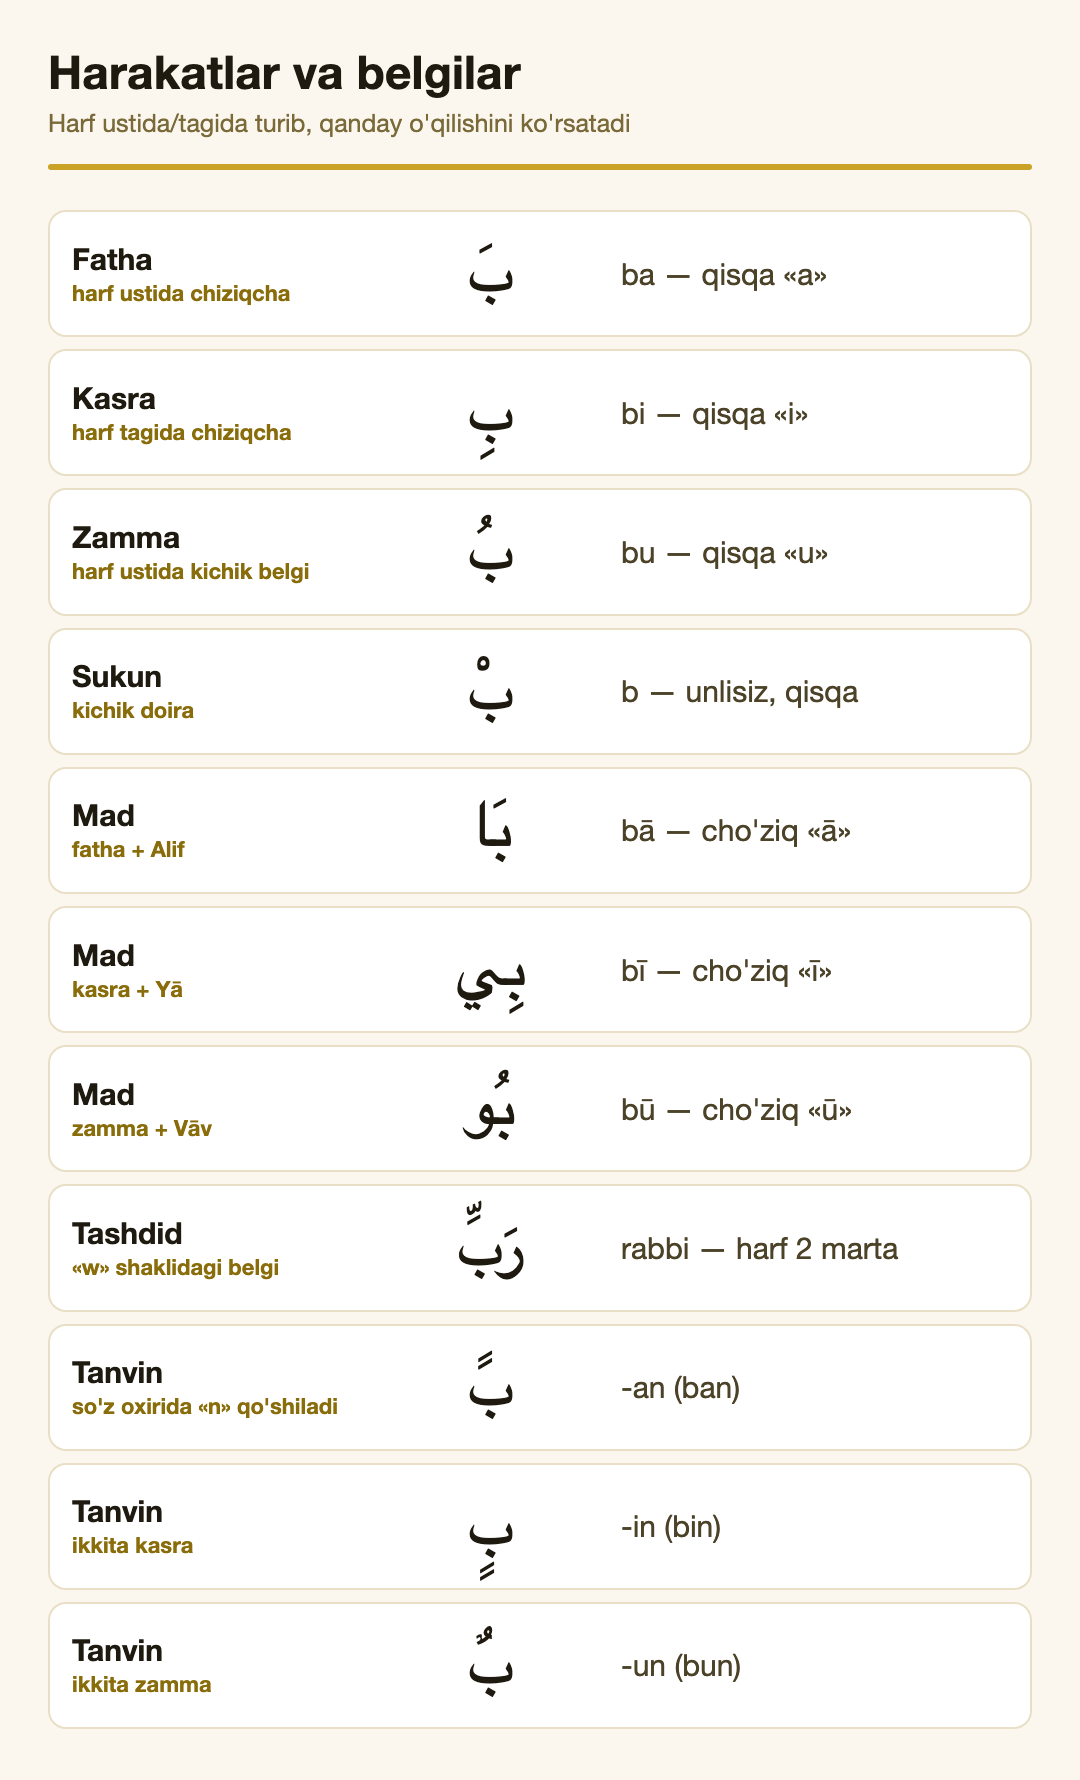 Harakatlar va belgilar
Harf ustida/tagida turib, qanday o'qilishini ko'rsatadi
Fatha
harf ustida chiziqcha
بَ
ba — qisqa «a»
Kasra
harf tagida chiziqcha
بِ
bi — qisqa «i»
Zamma
harf ustida kichik belgi
بُ
bu — qisqa «u»
Sukun
kichik doira
بْ
b — unlisiz, qisqa
Mad
fatha + Alif
بَا
bā — cho'ziq «ā»
Mad
kasra + Yā
بِي
bī — cho'ziq «ī»
Mad
zamma + Vāv
بُو
bū — cho'ziq «ū»
Tashdid
«w» shaklidagi belgi
رَبِّ
rabbi — harf 2 marta
Tanvin
so'z oxirida «n» qo'shiladi
بً
-an (ban)
Tanvin
ikkita kasra
بٍ
-in (bin)
Tanvin
ikkita zamma
بٌ
-un (bun)